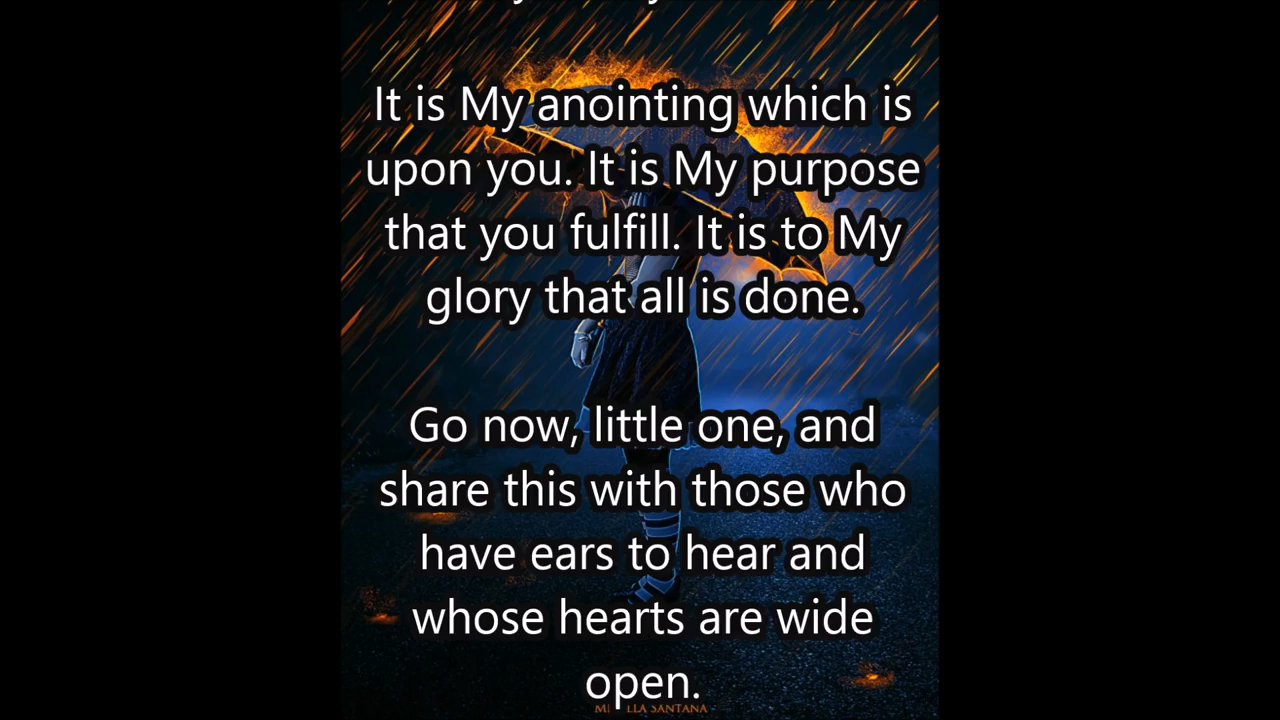 It is My anointing which is
upon you. It is My purpose
that you fulfill. It is to My
glory that all is done.
Go now, little one, and
share this with those who
have ears to hear and
whose hearts are wide
open.
SANTANA